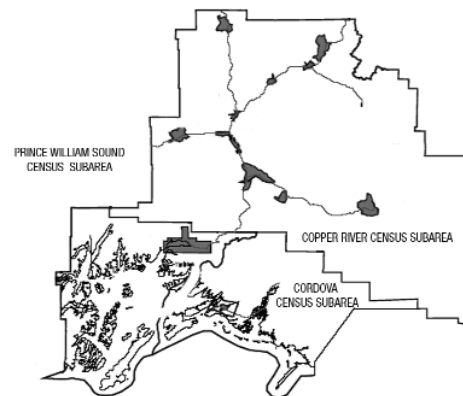 PRINCE WILLIAM SOUND
CENSUS SUBAREA
COPPER RIVER CENSUS SUBAREA
CORDOVA
CENSUS SUBAREA